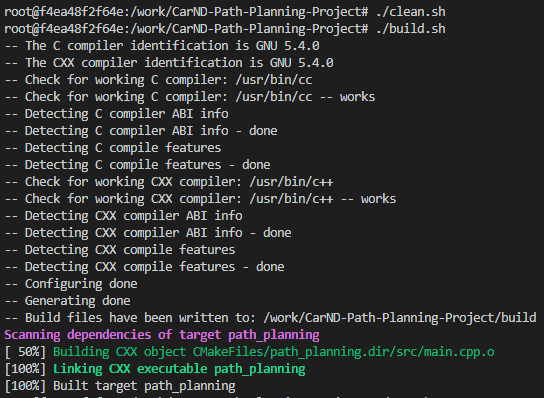 root@f4ea48f2f64e:/work/CarND-Path-Planning-Project# ./clean.sh
root@f4ea48f2f64e:/work/CarND-Path-Planning-Project# ./build.sh
-- The C compiler identification is GNU 5.4.0
-- The CXX compiler identification is GNU 5.4.0
-- Check for working C compiler: /usr/bin/cc
-- Check for working C compiler: /usr/bin/cc -- works
-- Detecting C compiler ABI info
-- Detecting C compiler ABI info - done
-- Detecting C compile features
-- Detecting C compile features - done
-- Check for working CXX compiler: /usr/bin/c++
-- Check for working CXX compiler: /usr/bin/c++ -- works
-- Detecting CXX compiler ABI info
-- Detecting CXX compiler ABI info - done
-- Detecting CXX compile features
-- Detecting CXX compile features - done
-- Configuring done
-- Generating done
-- Build files have been written to: /work/CarND-Path-Planning-Project/build
Scanning dependencies of target path_planning
[ 50%] Building CXX object CMakeFiles/path_planning.dir/src/main.cpp.o
[100%] Linking CXX executable path_planning
[100%] Built target path_planning